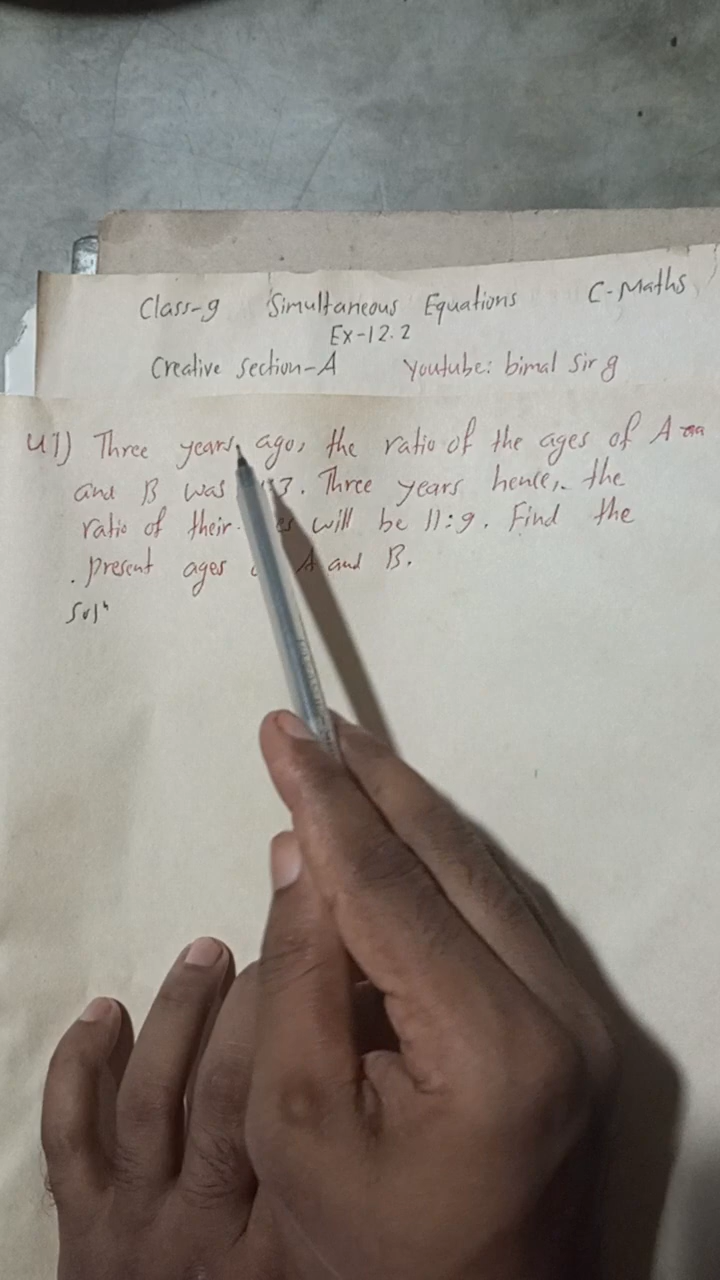 Class-9 Simultaneous Equations C-Maths
Ex-12.2
Creative section-A youtube: bimal sir g
41) Three years ago, the ratio of the ages of A
and B was :3. Three years hence, the
ratio of their will be 11:9. Find the
present ages A and B.
Solⁿ